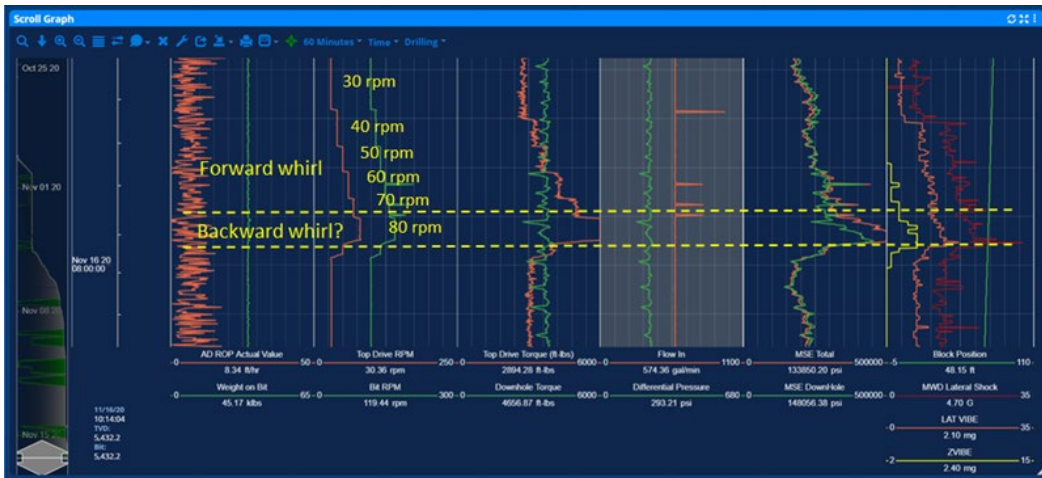 Scroll Graph
60 Minutes Time Drilling
Oct 25 20
30 rpm
40 rpm
50 rpm
Forward whirl
60 rpm
Nov 01 20
70 rpm
Backward whirl?
80 rpm
Nov 16 20
08:00:00
Nov 08 20
0 AD ROP Actual Value 50
8.34 ft/hr
0 Top Drive RPM 250
30.36 rpm
0 Top Drive Torque (ft-lbs) 6000
2894.28 ft-lbs
0 Flow In 1100
574.36 gal/min
0 MSE Total 500000
133850.20 psi
-5 Block Position 110
48.15 ft
0 Weight on Bit 65
45.17 klbs
0 Bit RPM 300
119.44 rpm
0 Downhole Torque 6000
4656.87 ft-lbs
0 Differential Pressure 680
293.21 psi
0 MSE DownHole 500000
148056.38 psi
0 MWD Lateral Shock 35
4.70 G
0 LAT VIBE 35
2.10 mg
-2 ZVIBE 15
2.40 mg
11/16/20
10:14:04
TVD:
5,432.2
Bit:
5,432.2
Nov 15 20